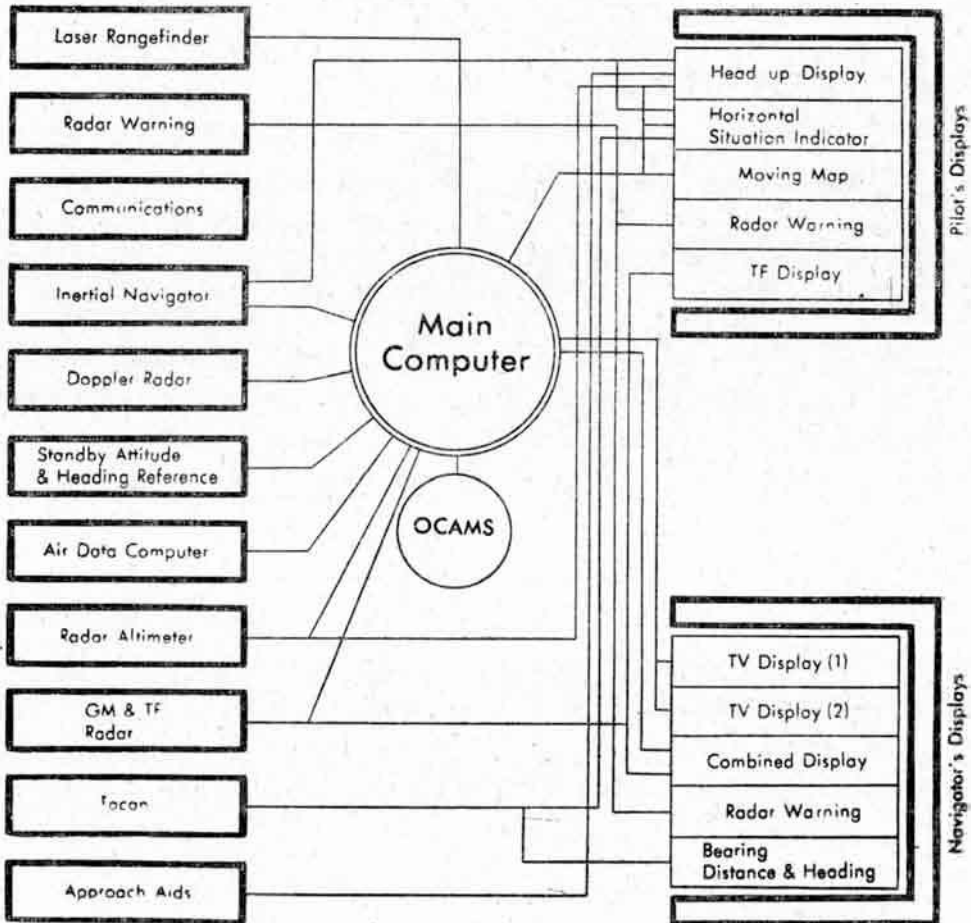 Laser Rangefinder
Radar Warning
Communications
Inertial Navigator
Doppler Radar
Standby Attitude
& Heading Reference
Air Data Computer
Radar Altimeter
GM & TF
Radar
Tacan
Approach Aids
Main
Computer
OCAMS
Head up Display
Horizontal
Situation Indicator
Moving Map
Radar Warning
TF Display
Pilot's Displays
TV Display (1)
TV Display (2)
Combined Display
Radar Warning
Bearing
Distance & Heading
Navigator's Displays